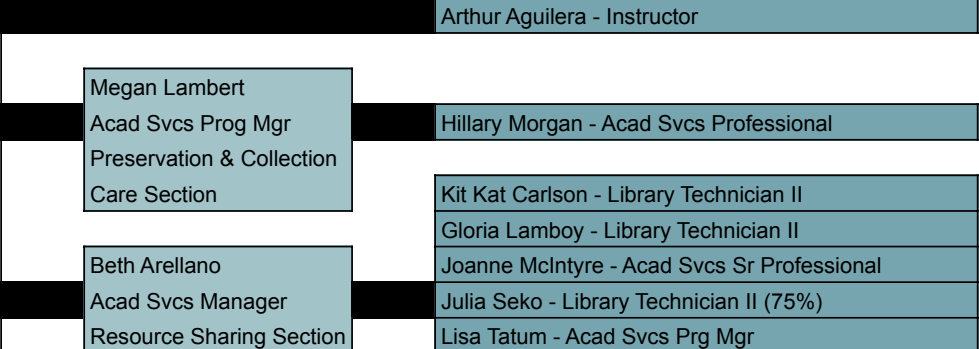 Arthur Aguilera - Instructor
Megan Lambert
Acad Svcs Prog Mgr
Preservation & Collection
Care Section
Hillary Morgan - Acad Svcs Professional
Beth Arellano
Acad Svcs Manager
Resource Sharing Section
Kit Kat Carlson - Library Technician II
Gloria Lamboy - Library Technician II
Joanne McIntyre - Acad Svcs Sr Professional
Julia Seko - Library Technician II (75%)
Lisa Tatum - Acad Svcs Prg Mgr